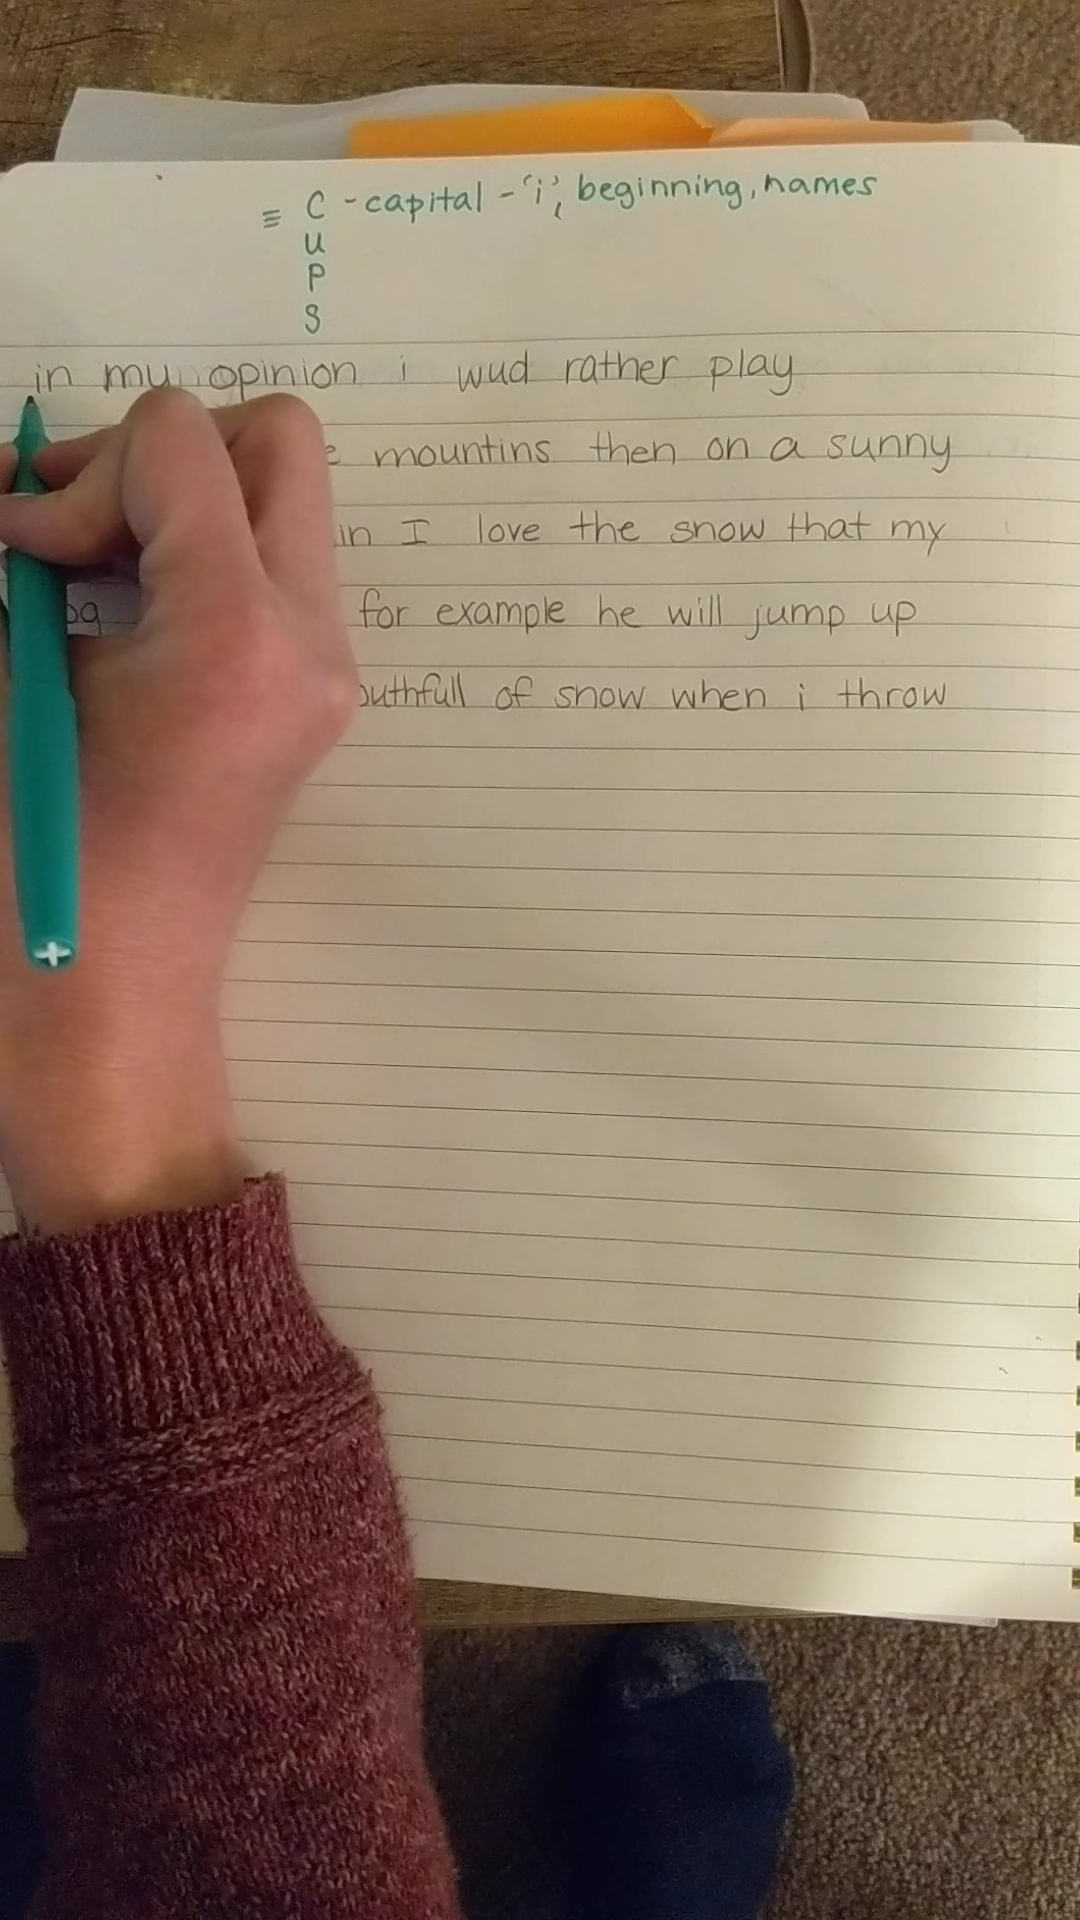 ≡ C - capital - 'i', beginning, names
U
P
S
in my opinion i wud rather play
mountins then on a sunny
in I love the snow that my
for example he will jump up
outhfull of snow when i throw